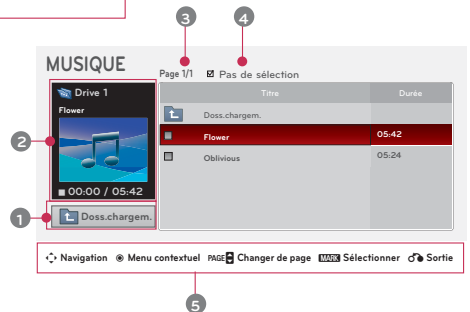 3
4
MUSIQUE
Page 1/1
Pas de sélection
Drive 1
Titre
Durée
Flower
Doss.chargem.
Flower
05:42
2
Oblivious
05:24
00:00 / 05:42
1
Doss.chargem.
Navigation Menu contextuel PAGE Changer de page MARK Sélectionner Sortie
5